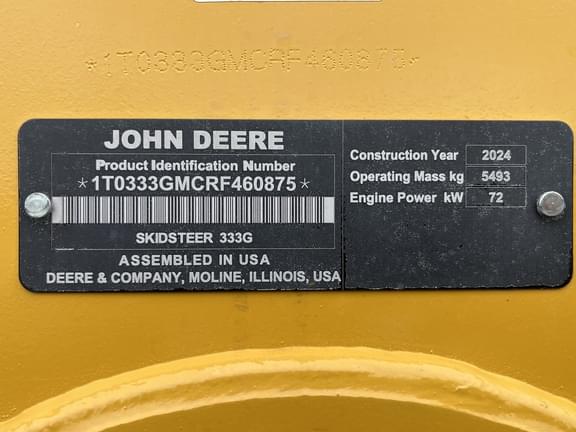 *1T0333GMCRF460875*
JOHN DEERE
Product Identification Number
*1T0333GMCRF460875*
SKIDSTEER 333G
ASSEMBLED IN USA
DEERE & COMPANY, MOLINE, ILLINOIS, USA
Construction Year 2024
Operating Mass kg 5493
Engine Power kW 72